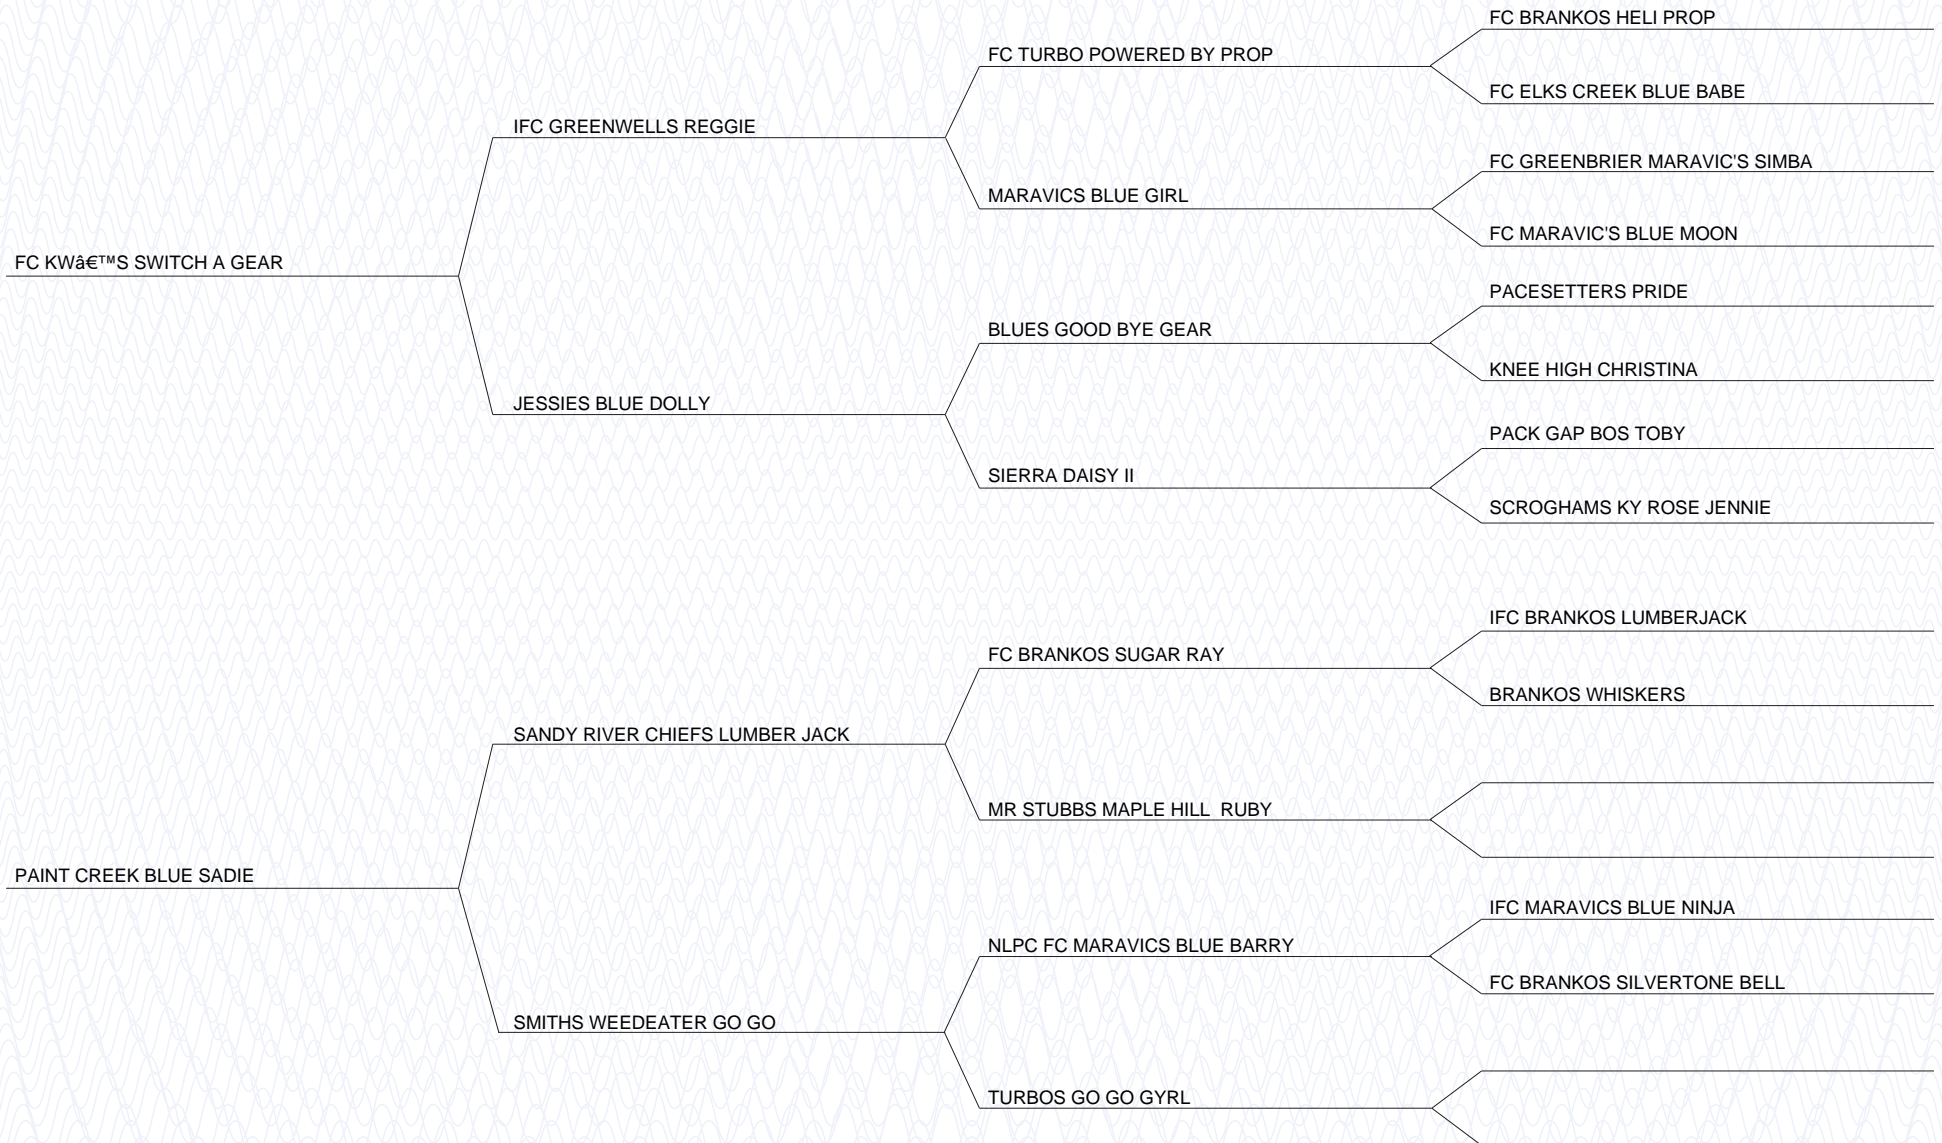 FC BRANKOS HELI PROP
FC TURBO POWERED BY PROP
FC ELKS CREEK BLUE BABE
IFC GREENWELLS REGGIE
FC GREENBRIER MARAVIC'S SIMBA
MARAVICS BLUE GIRL
FC MARAVIC'S BLUE MOON
FC KWâ€™S SWITCH A GEAR
PACESETTERS PRIDE
BLUES GOOD BYE GEAR
KNEE HIGH CHRISTINA
JESSIES BLUE DOLLY
PACK GAP BOS TOBY
SIERRA DAISY II
SCROGHAMS KY ROSE JENNIE
IFC BRANKOS LUMBERJACK
FC BRANKOS SUGAR RAY
BRANKOS WHISKERS
SANDY RIVER CHIEFS LUMBER JACK
MR STUBBS MAPLE HILL  RUBY
PAINT CREEK BLUE SADIE
IFC MARAVICS BLUE NINJA
NLPC FC MARAVICS BLUE BARRY
FC BRANKOS SILVERTONE BELL
SMITHS WEEDEATER GO GO
TURBOS GO GO GYRL